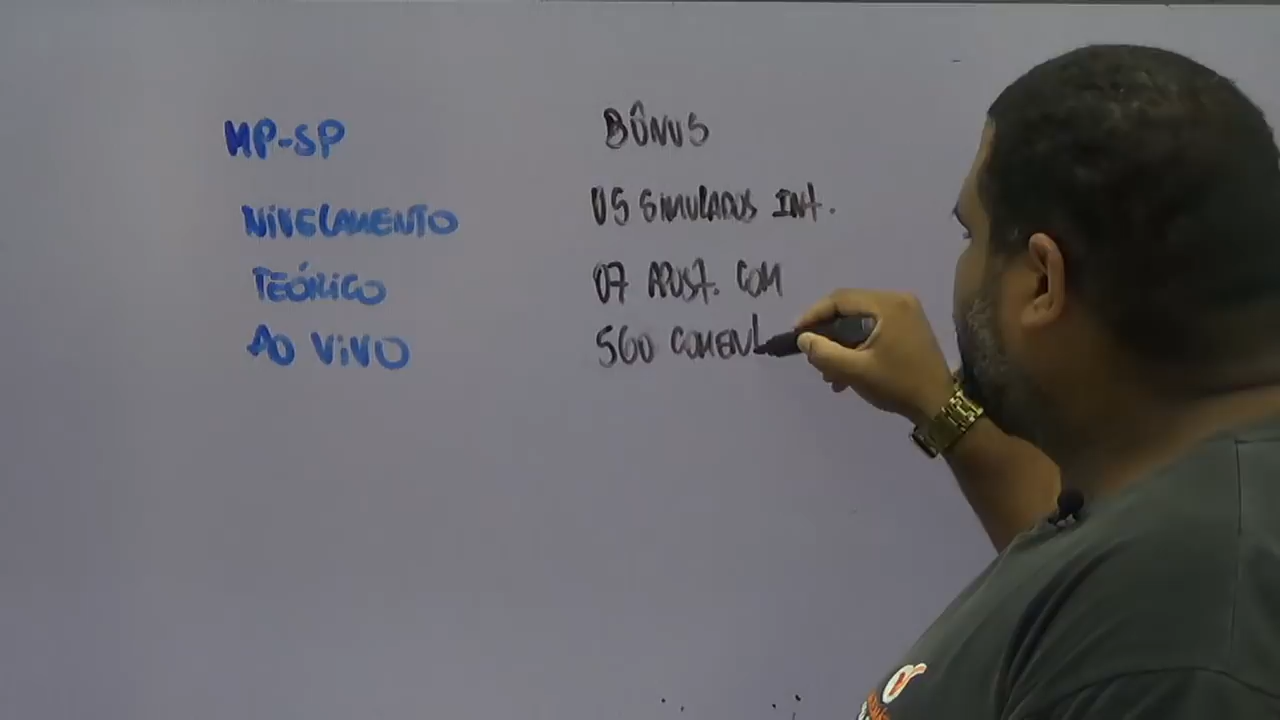 MP-SP
NIVELAMENTO
TEÓRICO
AO VIVO
BÔNUS
05 SIMULADOS INT.
07 APOST. COM
560 COMENT